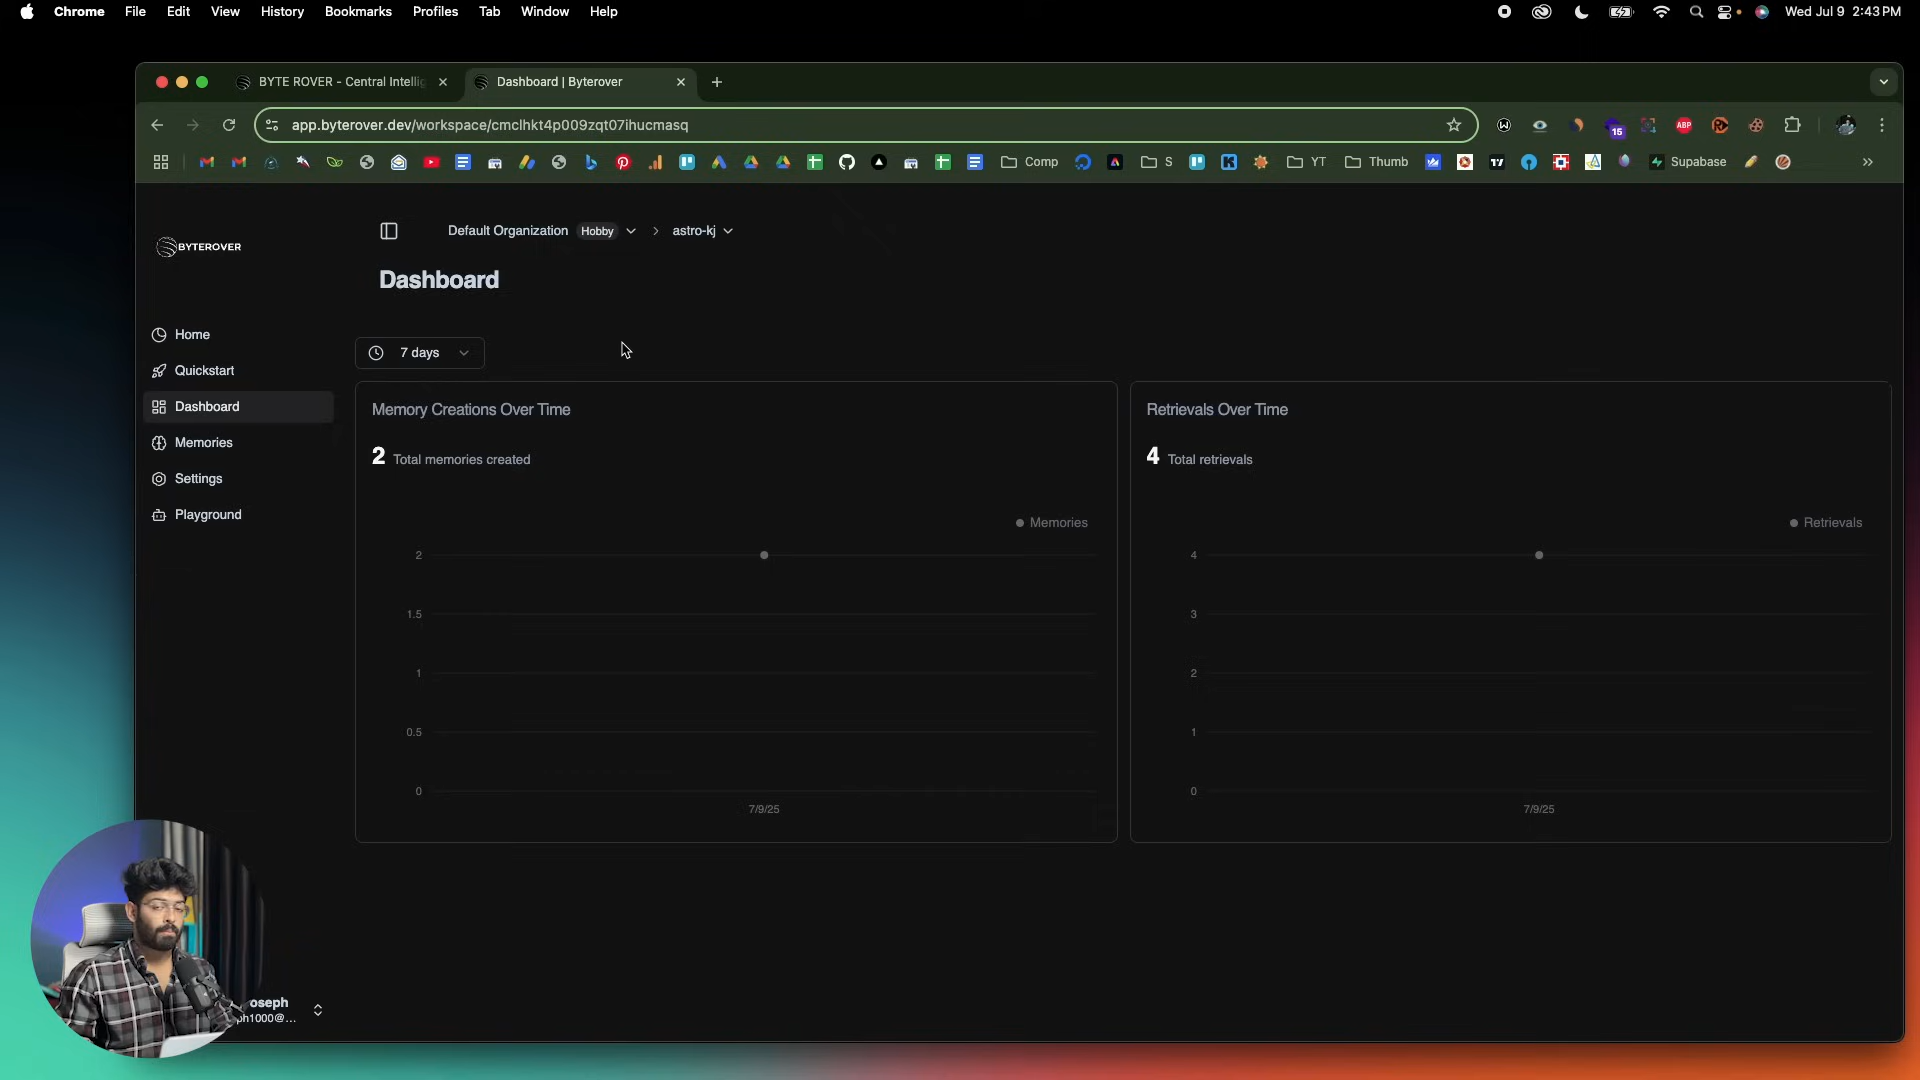 Chrome File Edit View History Bookmarks Profiles Tab Window Help
Wed Jul 9 2:43 PM
BYTE ROVER - Central Intellig
Dashboard | Byterover
app.byterover.dev/workspace/cmclhkt4p009zqt07ihucmasq
15
ABP
Comp
S
YT
Thumb
Supabase
BYTEROVER
Default Organization Hobby > astro-kj
Dashboard
Home
Quickstart
Dashboard
Memories
Settings
Playground
7 days
Memory Creations Over Time
2 Total memories created
Memories
2
1.5
1
0.5
0
7/9/25
Retrievals Over Time
4 Total retrievals
Retrievals
4
3
2
1
0
7/9/25
oseph
ph1000@...